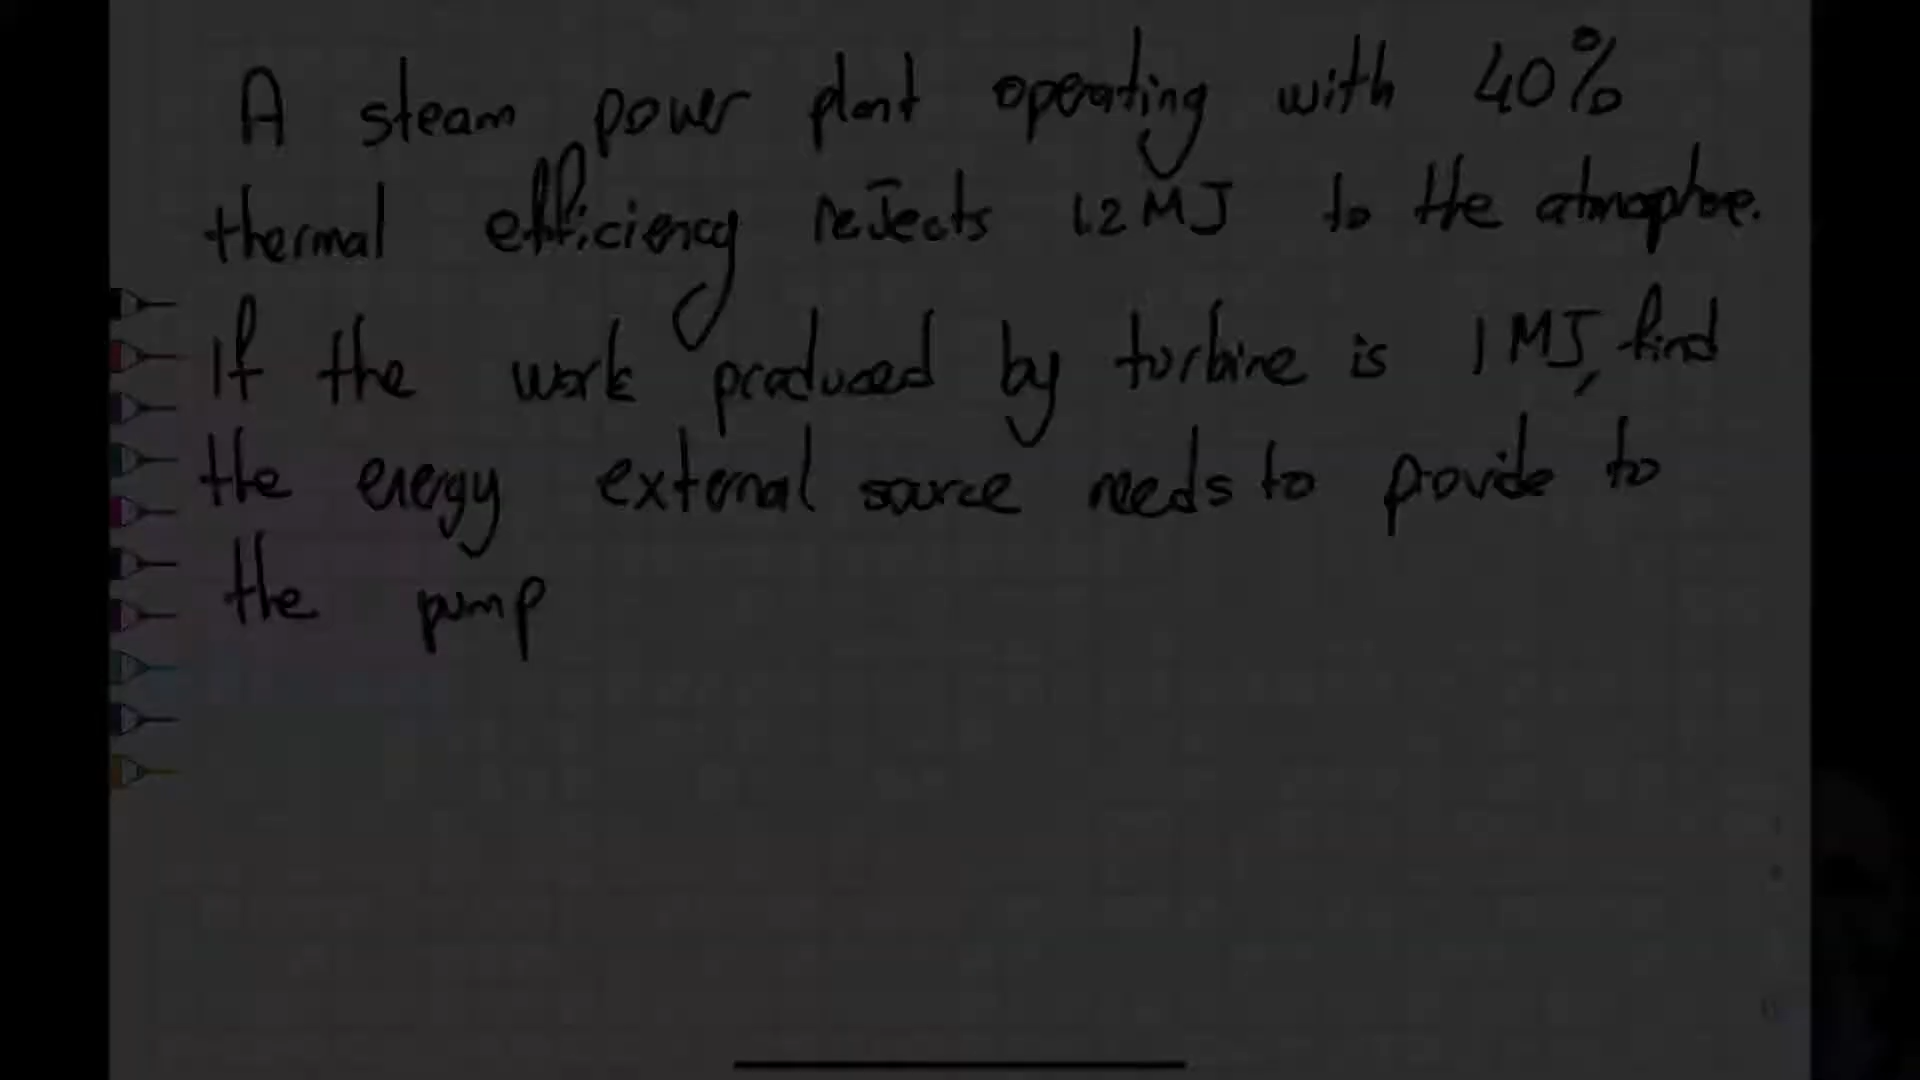 A steam power plant operating with 40%
thermal efficiency rejects 1.2 MJ to the atmosphere.
If the work produced by turbine is 1 MJ, find
the energy external source needs to provide to
the pump